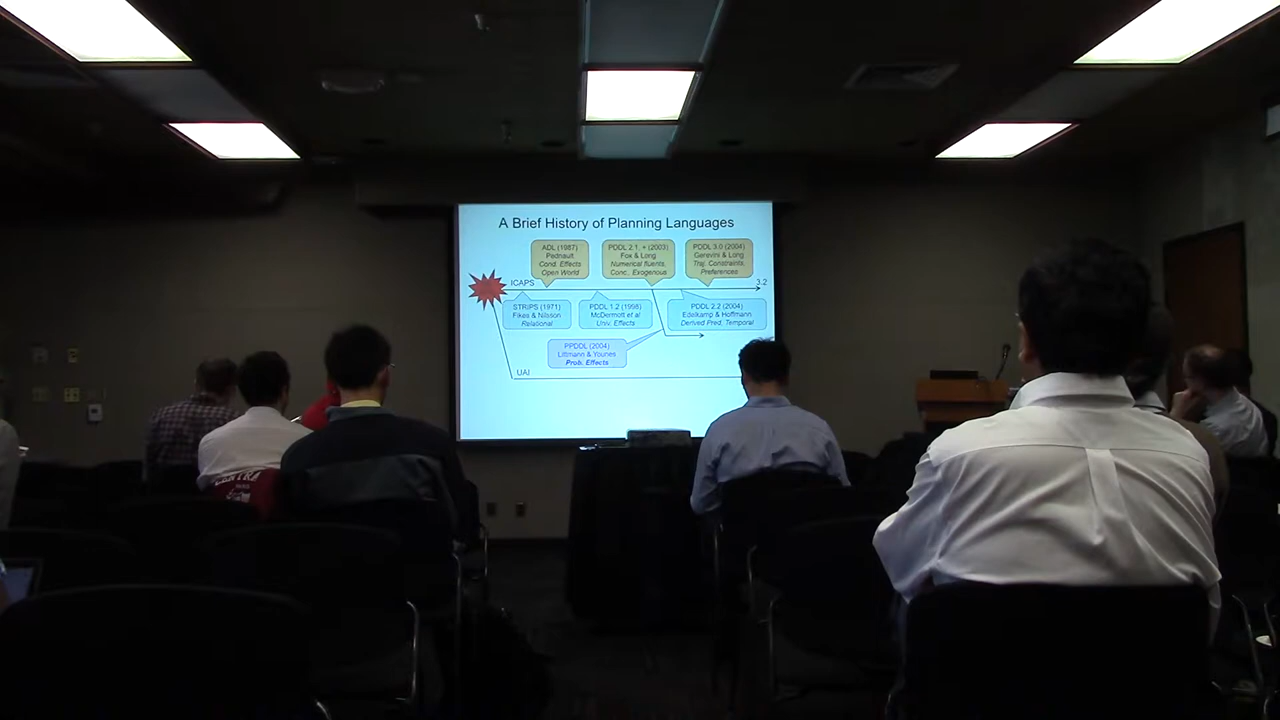 A Brief History of Planning Languages
ADL (1987)
Pednault
Cond. Effects
Open World
PDDL 2.1, + (2003)
Fox & Long
Numerical fluents,
Conc., Exogenous
PDDL 3.0 (2004)
Gerevini & Long
Traj. Constraints,
Preferences
ICAPS
3.2
STRIPS (1971)
Fikes & Nilsson
Relational
PDDL 1.2 (1998)
McDermott et al
Univ. Effects
PDDL 2.2 (2004)
Edelkamp & Hoffmann
Derived Pred, Temporal
PPDDL (2004)
Littmann & Younes
Prob. Effects
UAI